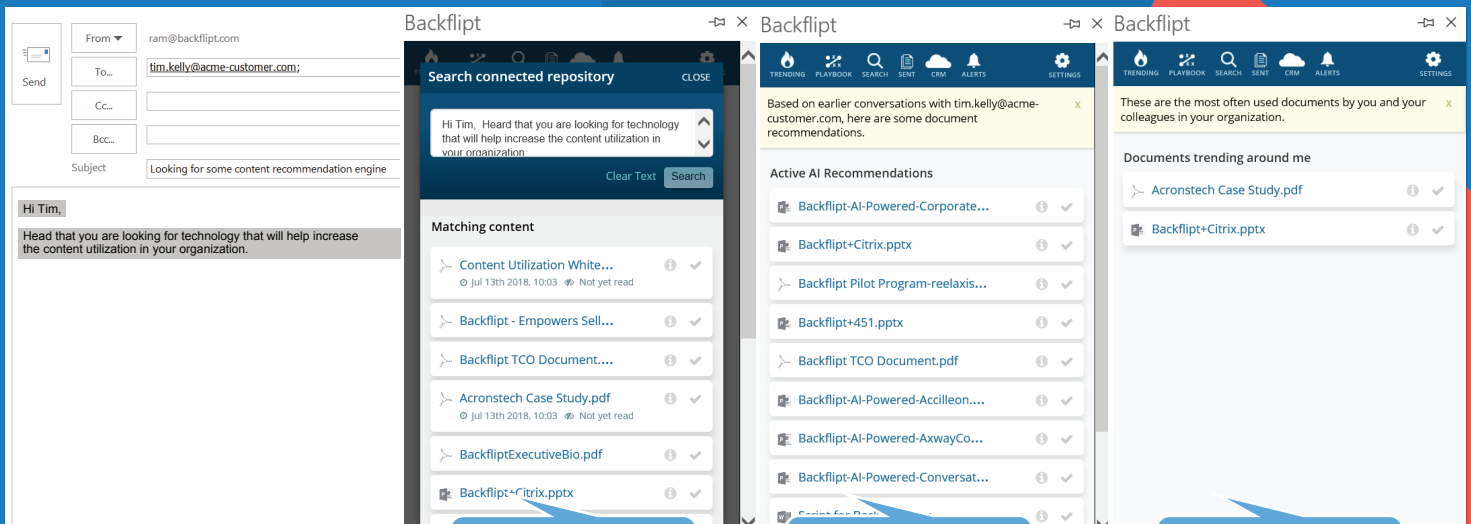 From
ram@backflipt.com
Send
To...
tim.kelly@acme-customer.com;
Cc...
Bcc...
Subject
Looking for some content recommendation engine
Hi Tim,
Head that you are looking for technology that will help increase
the content utilization in your organization.
Backflipt
Search connected repository
CLOSE
Hi Tim, Heard that you are looking for technology
that will help increase the content utilization in
your organization
Clear Text
Search
Matching content
Content Utilization White...
Jul 13th 2018, 10:03 Not yet read
Backflipt - Empowers Sell...
Backflipt TCO Document....
Acronstech Case Study.pdf
Jul 13th 2018, 10:03 Not yet read
BackfliptExecutiveBio.pdf
Backflipt+Citrix.pptx
Backflipt
TRENDING PLAYBOOK SEARCH SENT CRM ALERTS SETTINGS
Based on earlier conversations with tim.kelly@acme-
customer.com, here are some document
recommendations.
x
Active AI Recommendations
Backflipt-AI-Powered-Corporate...
Backflipt+Citrix.pptx
Backflipt Pilot Program-reelaxis...
Backflipt+451.pptx
Backflipt TCO Document.pdf
Backflipt-AI-Powered-Accilleon....
Backflipt-AI-Powered-AxwayCo...
Backflipt-AI-Powered-Conversat...
Script for
Backflipt
TRENDING PLAYBOOK SEARCH SENT CRM ALERTS SETTINGS
These are the most often used documents by you and your
colleagues in your organization.
x
Documents trending around me
Acronstech Case Study.pdf
Backflipt+Citrix.pptx